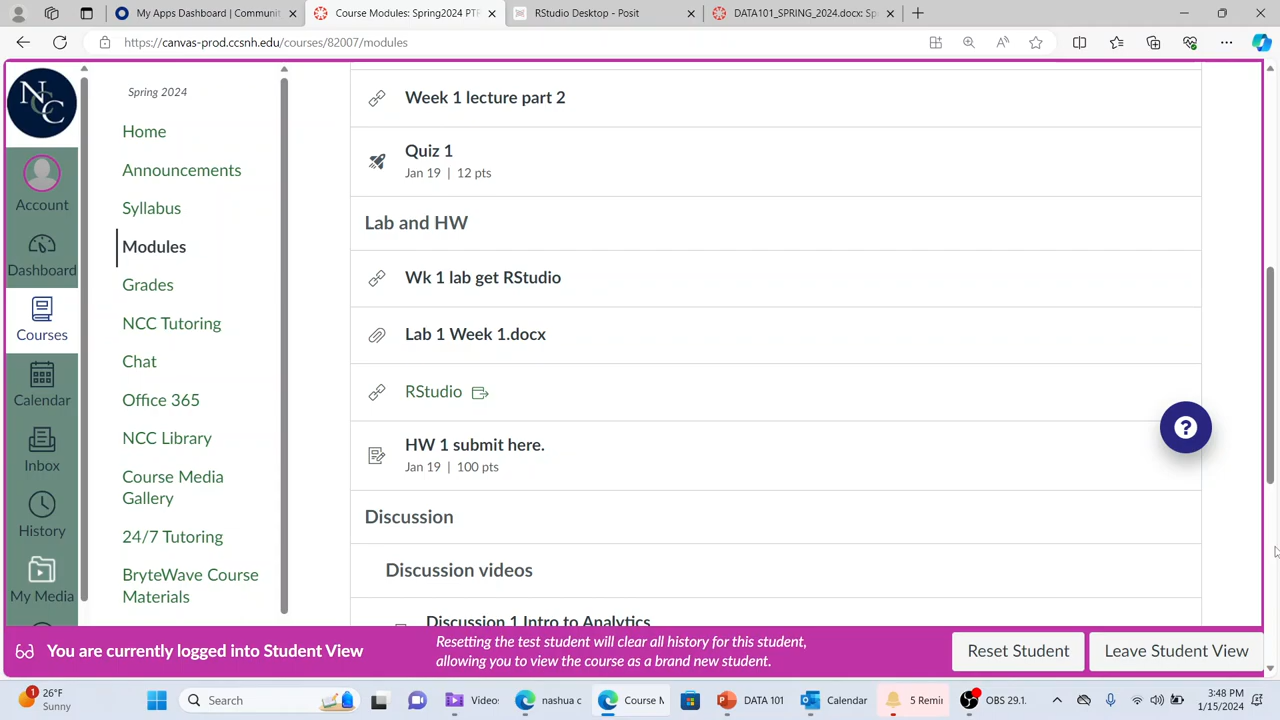 My Apps Dashboard | Communit
Course Modules: Spring2024 PTR
RStudio Desktop - Posit
DATA101_SPRING_2024.docx: Sp
https://canvas-prod.ccsnh.edu/courses/82007/modules
NCC
Account
Dashboard
Courses
Calendar
Inbox
History
My Media
Spring 2024
Home
Announcements
Syllabus
Modules
Grades
NCC Tutoring
Chat
Office 365
NCC Library
Course Media
Gallery
24/7 Tutoring
BryteWave Course
Materials
Week 1 lecture part 2
Quiz 1
Jan 19 | 12 pts
Lab and HW
Wk 1 lab get RStudio
Lab 1 Week 1.docx
RStudio
HW 1 submit here.
Jan 19 | 100 pts
Discussion
Discussion videos
Discussion 1 Intro to Analytics
?
You are currently logged into Student View
Resetting the test student will clear all history for this student,
allowing you to view the course as a brand new student.
Reset Student
Leave Student View
1
26°F
Sunny
Search
Video
nashua c
Course M
DATA 101
Calendar
5 Remi
OBS 29.1
3:48 PM
1/15/2024